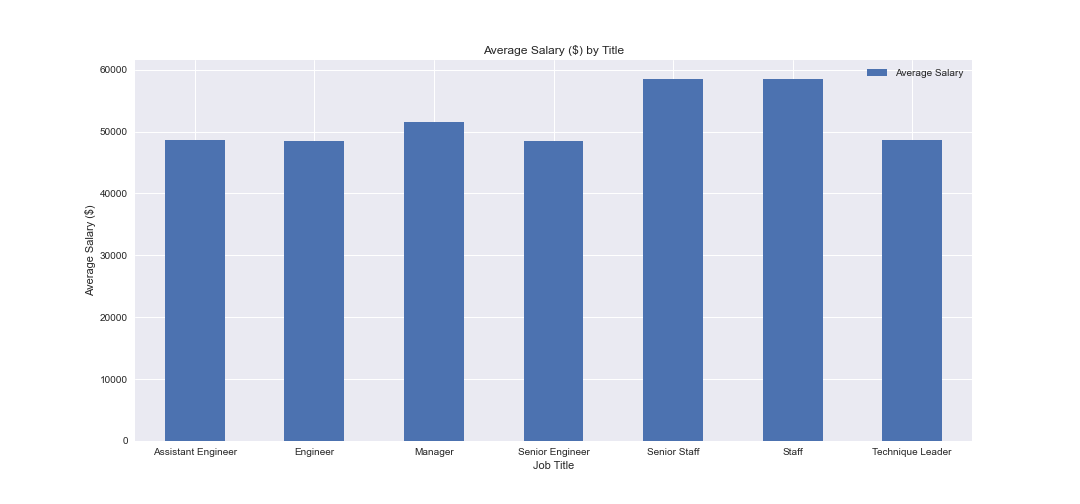 Average Salary ($) by Title
Average Salary
60000
50000
40000
30000
20000
10000
0
Average Salary ($)
Assistant Engineer
Engineer
Manager
Senior Engineer
Senior Staff
Staff
Technique Leader
Job Title